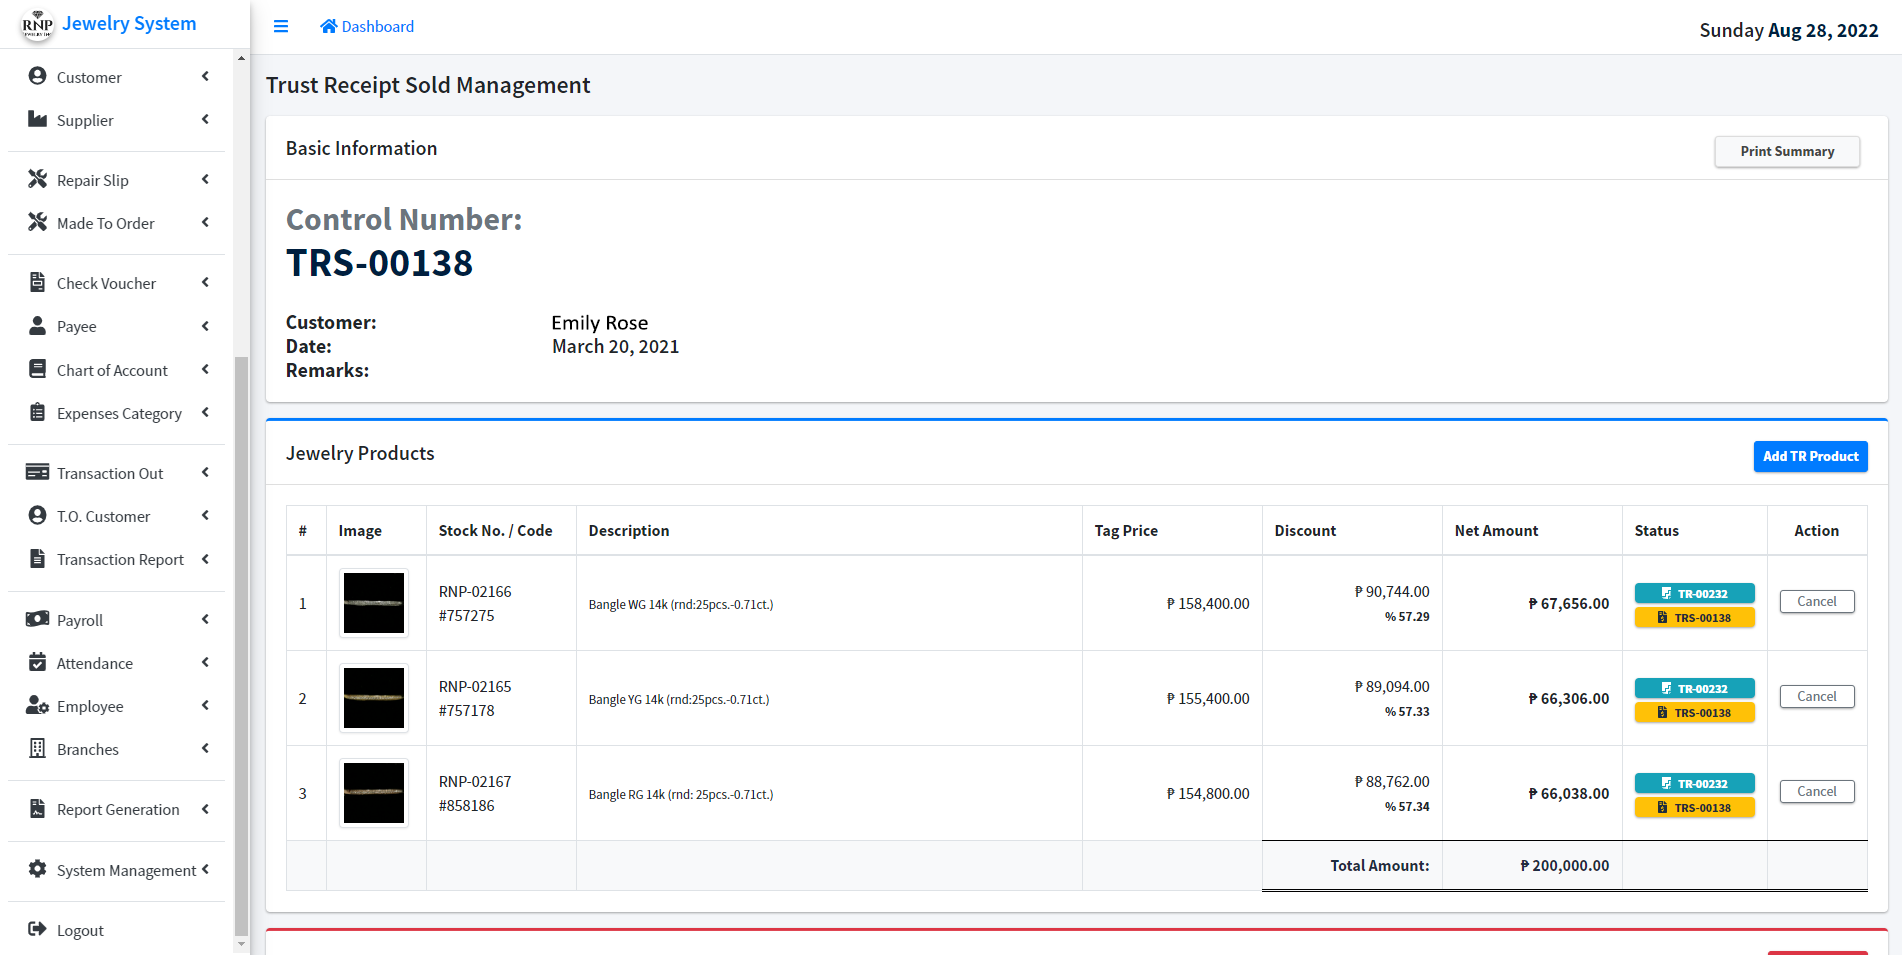 RNP
Jewelry System
Dashboard
Sunday Aug 28, 2022
Customer
Supplier
Repair Slip
Made To Order
Check Voucher
Payee
Chart of Account
Expenses Category
Transaction Out
T.O. Customer
Transaction Report
Payroll
Attendance
Employee
Branches
Report Generation
System Management
Logout
Trust Receipt Sold Management
Basic Information
Print Summary
Control Number:
TRS-00138
Customer: Emily Rose
Date: March 20, 2021
Remarks:
Jewelry Products
Add TR Product
# Image Stock No. / Code Description Tag Price Discount Net Amount Status Action
1 RNP-02166 #757275 Bangle WG 14k (rnd:25pcs.-0.71ct.) ₱ 158,400.00 ₱ 90,744.00 % 57.29 ₱ 67,656.00 TR-00232 TRS-00138 Cancel
2 RNP-02165 #757178 Bangle YG 14k (rnd:25pcs.-0.71ct.) ₱ 155,400.00 ₱ 89,094.00 % 57.33 ₱ 66,306.00 TR-00232 TRS-00138 Cancel
3 RNP-02167 #858186 Bangle RG 14k (rnd: 25pcs.-0.71ct.) ₱ 154,800.00 ₱ 88,762.00 % 57.34 ₱ 66,038.00 TR-00232 TRS-00138 Cancel
Total Amount: ₱ 200,000.00